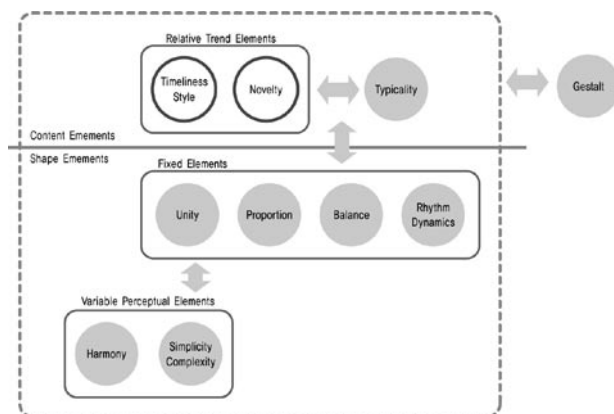 Relative Trend Elements
Timeliness
Style
Novelty
Typicality
Gestalt
Content Emements
Shape Emements
Fixed Elements
Unity
Proportion
Balance
Rhythm
Dynamics
Variable Perceptual Elements
Harmony
Simplicity
Complexity